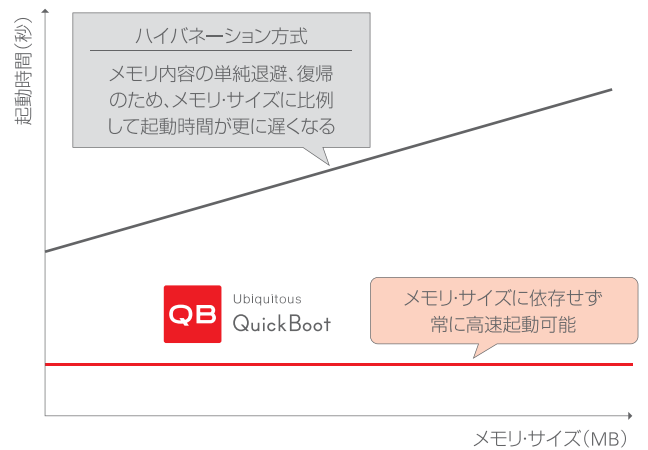 起動時間(秒)
ハイバネーション方式
メモリ内容の単純退避、復帰
のため、メモリ・サイズに比例
して起動時間が更に遅くなる
QB
Ubiquitous
QuickBoot
メモリ・サイズに依存せず
常に高速起動可能
メモリ・サイズ(MB)